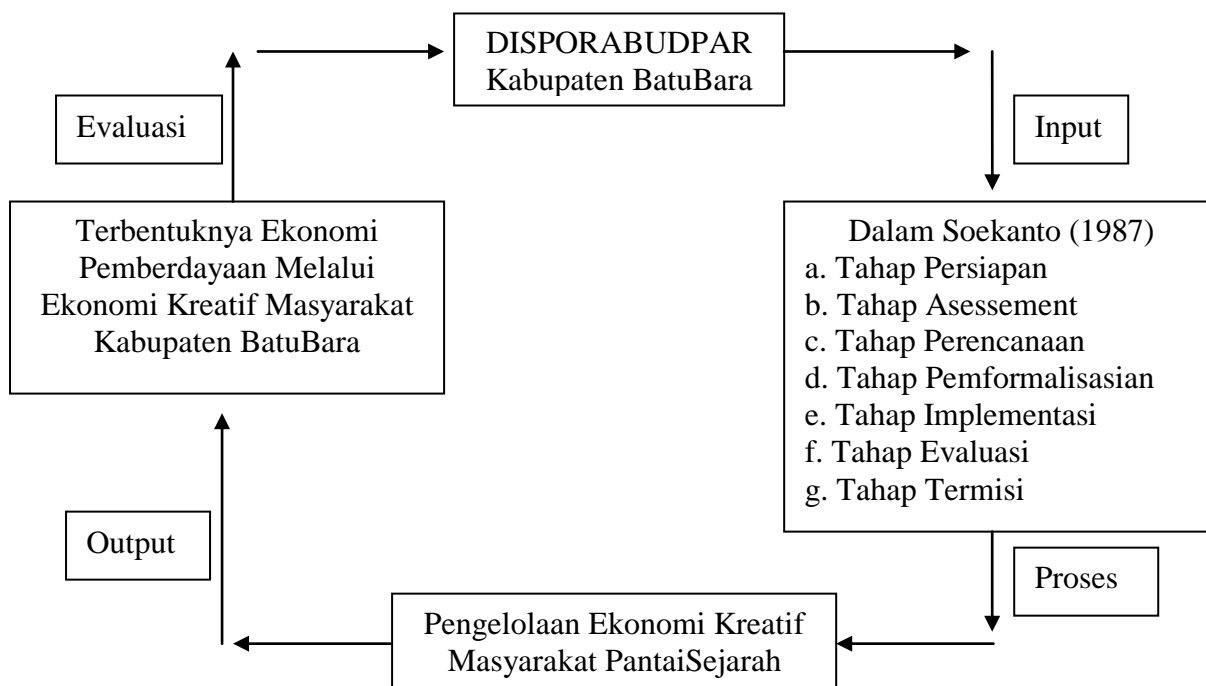 DISPORABUDPAR
Kabupaten BatuBara
Evaluasi
Input
Terbentuknya Ekonomi
Pemberdayaan Melalui
Ekonomi Kreatif Masyarakat
Kabupaten BatuBara
Dalam Soekanto (1987)
a. Tahap Persiapan
b. Tahap Asessement
c. Tahap Perencanaan
d. Tahap Pemformalisasian
e. Tahap Implementasi
f. Tahap Evaluasi
g. Tahap Termisi
Output
Proses
Pengelolaan Ekonomi Kreatif
Masyarakat PantaiSejarah